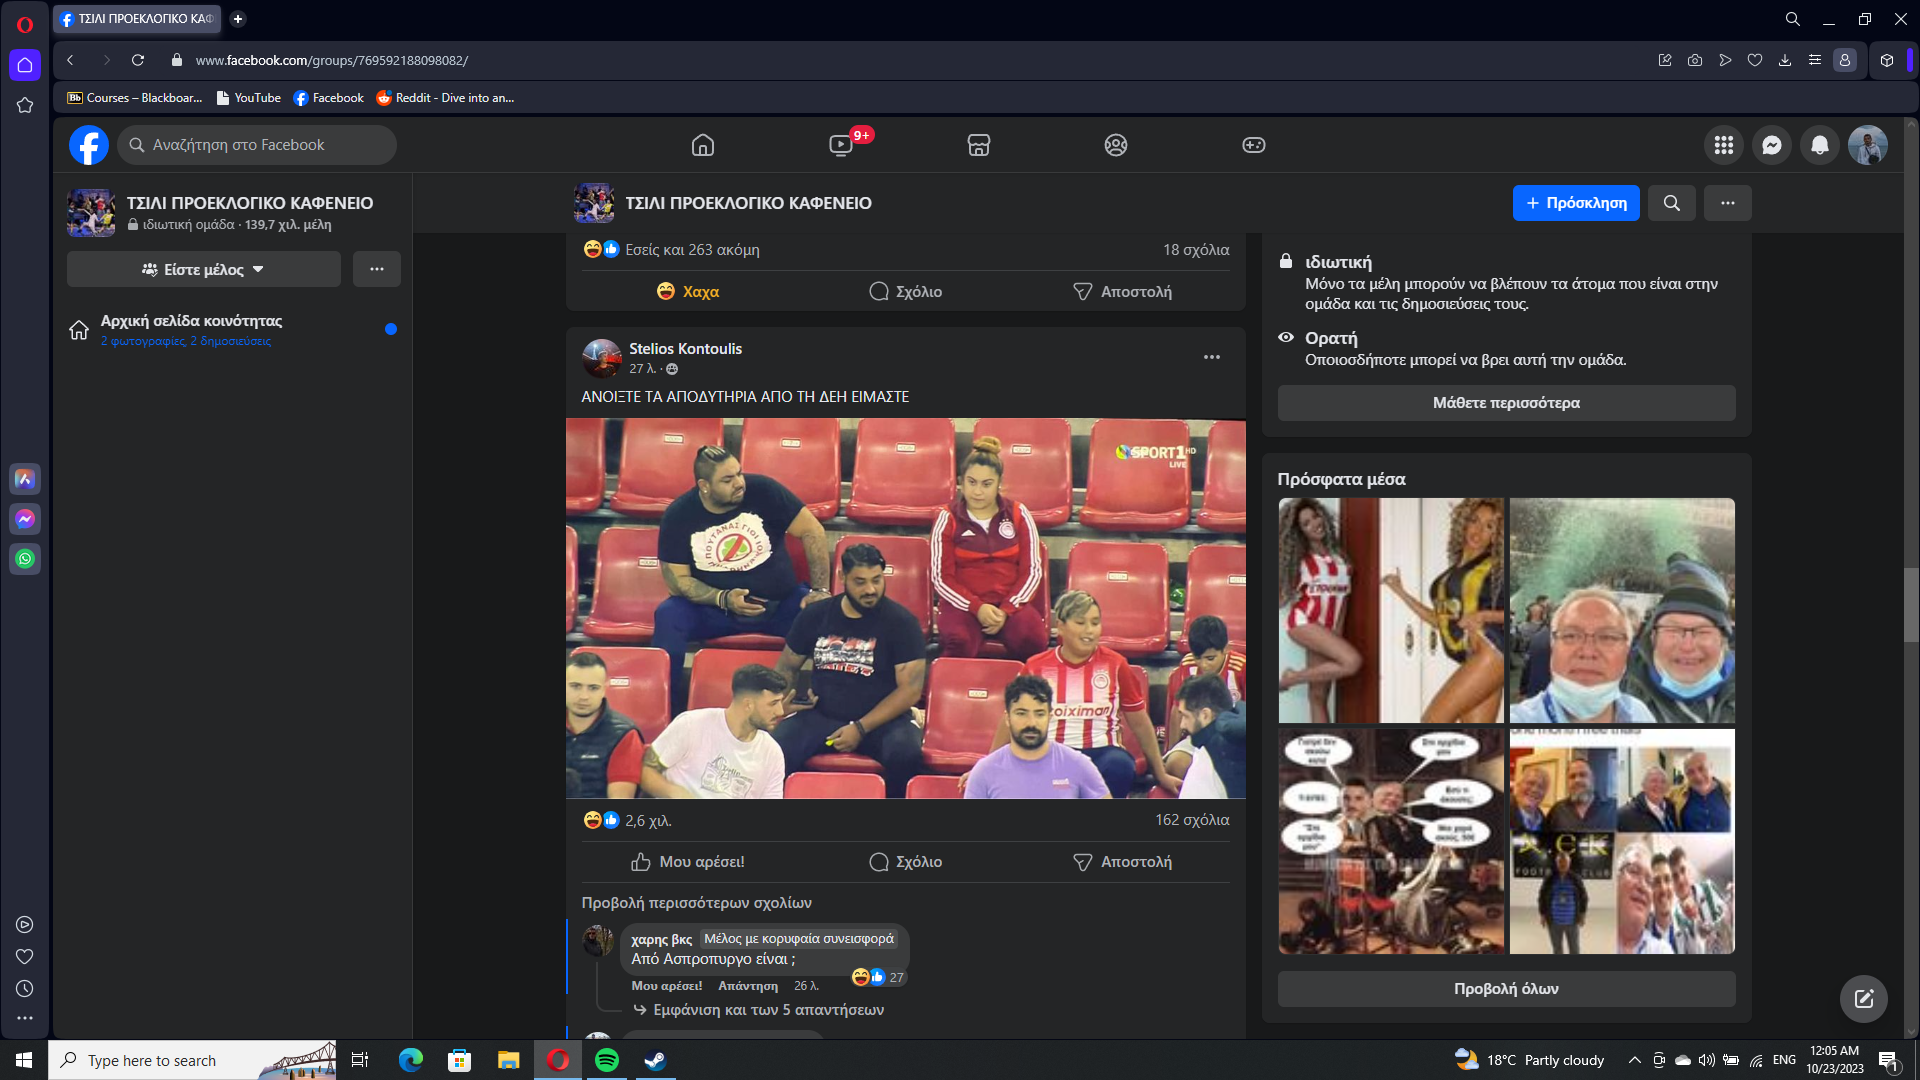 ΤΣΙΛΙ ΠΡΟΕΚΛΟΓΙΚΟ ΚΑΦ
www.facebook.com/groups/769592188098082/
Bb Courses – Blackboar...
YouTube
Facebook
Reddit - Dive into an...
Αναζήτηση στο Facebook
9+
ΤΣΙΛΙ ΠΡΟΕΚΛΟΓΙΚΟ ΚΑΦΕΝΕΙΟ
ιδιωτική ομάδα · 139,7 χιλ. μέλη
Είστε μέλος
Αρχική σελίδα κοινότητας
2 φωτογραφίες, 2 δημοσιεύσεις
ΤΣΙΛΙ ΠΡΟΕΚΛΟΓΙΚΟ ΚΑΦΕΝΕΙΟ
+ Πρόσκληση
Εσείς και 263 ακόμη
18 σχόλια
Χαχα
Σχόλιο
Αποστολή
Stelios Kontoulis
27 λ. ·
ΑΝΟΙΞΤΕ ΤΑ ΑΠΟΔΥΤΗΡΙΑ ΑΠΟ ΤΗ ΔΕΗ ΕΙΜΑΣΤΕ
SPORT1 HD
LIVE
ΠΟΥΤΑΝΑΣ ΓΙΟΙ
2,6 χιλ.
162 σχόλια
Μου αρέσει!
Σχόλιο
Αποστολή
Προβολή περισσότερων σχολίων
χαρης βκς
Μέλος με κορυφαία συνεισφορά
Από Ασπροπυργο είναι ;
27
Μου αρέσει!
Απάντηση
26 λ.
Εμφάνιση και των 5 απαντήσεων
ιδιωτική
Μόνο τα μέλη μπορούν να βλέπουν τα άτομα που είναι στην
ομάδα και τις δημοσιεύσεις τους.
Ορατή
Οποιοσδήποτε μπορεί να βρει αυτή την ομάδα.
Μάθετε περισσότερα
Πρόσφατα μέσα
Προβολή όλων
Type here to search
18°C Partly cloudy
ENG
12:05 AM
10/23/2023
1